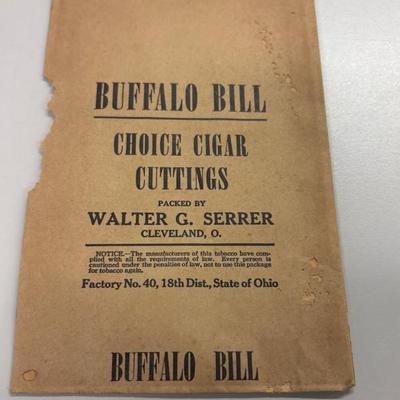 BUFFALO BILL
CHOICE CIGAR
CUTTINGS
PACKED BY
WALTER G. SERRER
CLEVELAND, O.
NOTICE.—The manufacturers of this tobacco have com-
plied with all the requirements of law. Every person is
cautioned under the penalties of law, not to use this package
for tobacco again.
Factory No. 40, 18th Dist., State of Ohio
BUFFALO BILL